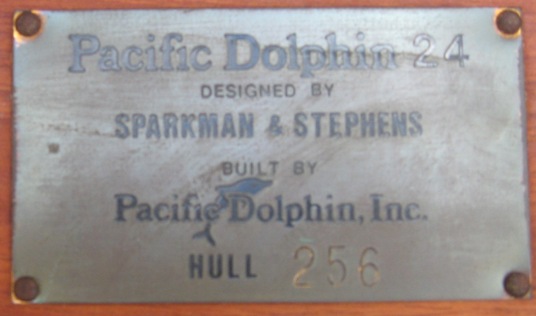 Pacific Dolphin 24
DESIGNED BY
SPARKMAN & STEPHENS
BUILT BY
Pacific Dolphin, Inc.
HULL 256